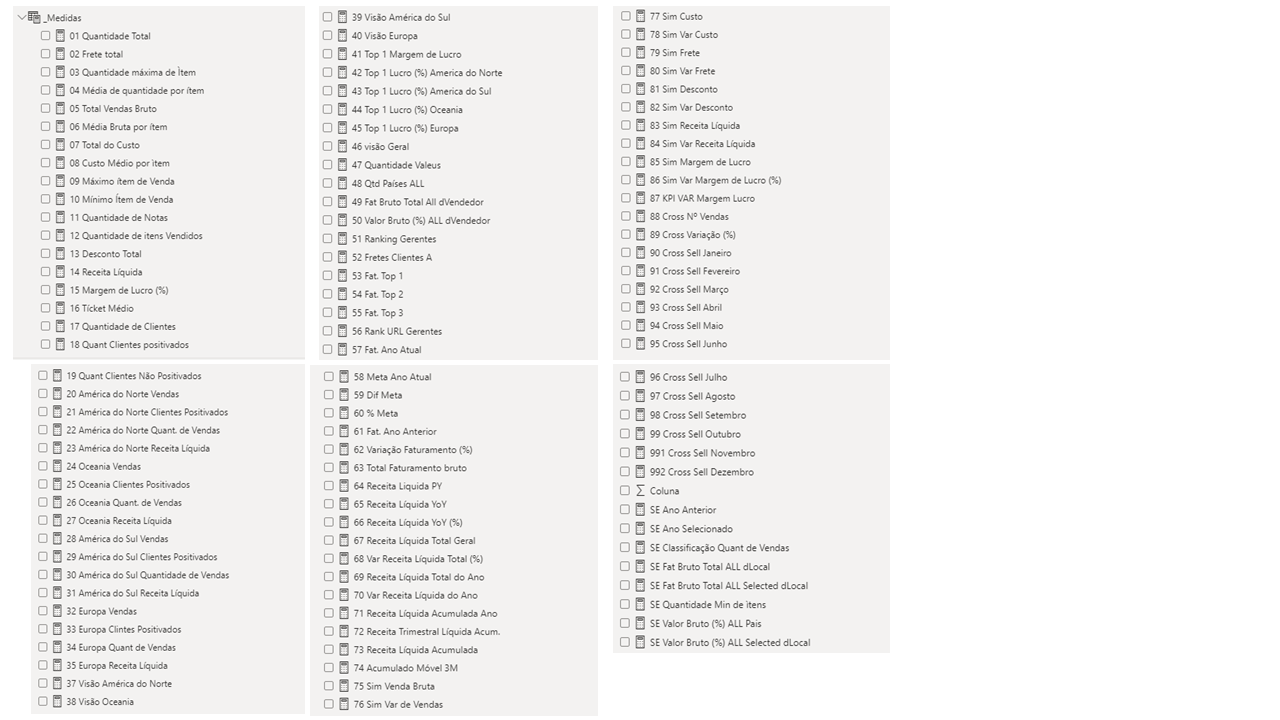 _Medidas
01 Quantidade Total
02 Frete total
03 Quantidade máxima de Ìtem
04 Média de quantidade por ítem
05 Total Vendas Bruto
06 Média Bruta por ítem
07 Total do Custo
08 Custo Médio por item
09 Máximo ítem de Venda
10 Mínimo Ítem de Venda
11 Quantidade de Notas
12 Quantidade de itens Vendidos
13 Desconto Total
14 Receita Líquida
15 Margem de Lucro (%)
16 Tícket Médio
17 Quantidade de Clientes
18 Quant Clientes positivados
19 Quant Clientes Não Positivados
20 América do Norte Vendas
21 América do Norte Clientes Positivados
22 América do Norte Quant. de Vendas
23 América do Norte Receita Líquida
24 Oceania Vendas
25 Oceania Clientes Positivados
26 Oceania Quant. de Vendas
27 Oceania Receita Líquida
28 América do Sul Vendas
29 América do Sul Clientes Positivados
30 América do Sul Quantidade de Vendas
31 América do Sul Receita Líquida
32 Europa Vendas
33 Europa Clintes Positivados
34 Europa Quant de Vendas
35 Europa Receita Líquida
37 Visão América do Norte
38 Visão Oceania
39 Visão América do Sul
40 Visão Europa
41 Top 1 Margem de Lucro
42 Top 1 Lucro (%) America do Norte
43 Top 1 Lucro (%) America do Sul
44 Top 1 Lucro (%) Oceania
45 Top 1 Lucro (%) Europa
46 visão Geral
47 Quantidade Valeus
48 Qtd Países ALL
49 Fat Bruto Total All dVendedor
50 Valor Bruto (%) ALL dVendedor
51 Ranking Gerentes
52 Fretes Clientes A
53 Fat. Top 1
54 Fat. Top 2
55 Fat. Top 3
56 Rank URL Gerentes
57 Fat. Ano Atual
58 Meta Ano Atual
59 Dif Meta
60 % Meta
61 Fat. Ano Anterior
62 Variação Faturamento (%)
63 Total Faturamento bruto
64 Receita Liquida PY
65 Receita Líquida YoY
66 Receita Líquida YoY (%)
67 Receita Líquida Total Geral
68 Var Receita Líquida Total (%)
69 Receita Líquida Total do Ano
70 Var Receita Líquida do Ano
71 Receita Líquida Acumulada Ano
72 Receita Trimestral Líquida Acum.
73 Receita Líquida Acumulada
74 Acumulado Móvel 3M
75 Sim Venda Bruta
76 Sim Var de Vendas
77 Sim Custo
78 Sim Var Custo
79 Sim Frete
80 Sim Var Frete
81 Sim Desconto
82 Sim Var Desconto
83 Sim Receita Líquida
84 Sim Var Receita Líquida
85 Sim Margem de Lucro
86 Sim Var Margem de Lucro (%)
87 KPI VAR Margem Lucro
88 Cross Nº Vendas
89 Cross Variação (%)
90 Cross Sell Janeiro
91 Cross Sell Fevereiro
92 Cross Sell Março
93 Cross Sell Abril
94 Cross Sell Maio
95 Cross Sell Junho
96 Cross Sell Julho
97 Cross Sell Agosto
98 Cross Sell Setembro
99 Cross Sell Outubro
991 Cross Sell Novembro
992 Cross Sell Dezembro
Coluna
SE Ano Anterior
SE Ano Selecionado
SE Classificação Quant de Vendas
SE Fat Bruto Total ALL dLocal
SE Fat Bruto Total ALL Selected dLocal
SE Quantidade Min de ìtens
SE Valor Bruto (%) ALL Pais
SE Valor Bruto (%) ALL Selected dLocal